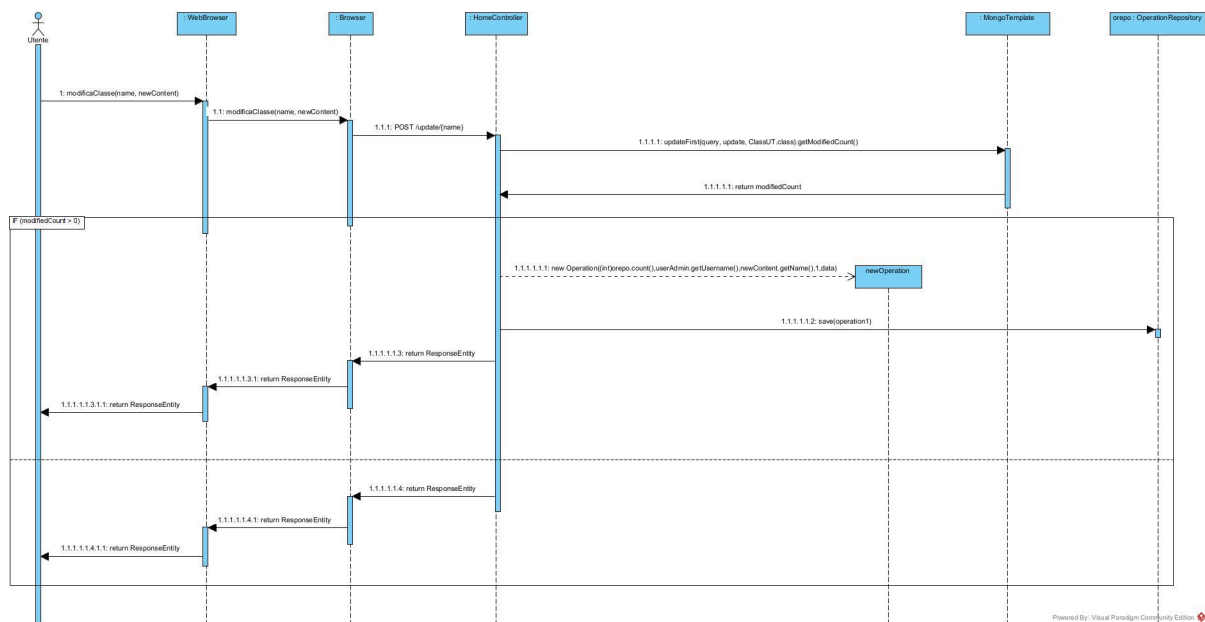 : WebBrowser
: Browser
: HomeController
: MongoTemplate
orepo : OperationRepository
Utente
1: modificaClasse(name, newContent)
1.1: modificaClasse(name, newContent)
1.1.1: POST /update/{name}
1.1.1.1: updateFirst(query, update, ClassUT.class).getModifiedCount()
1.1.1.1.1: return modifiedCount
IF (modifiedCount > 0)
1.1.1.1.1.1: new Operation((int)orepo.count(),userAdmin.getUsername(),newContent.getName(),1,data)
newOperation
1.1.1.1.1.2: save(operation1)
1.1.1.1.1.3: return ResponseEntity
1.1.1.1.1.3.1: return ResponseEntity
1.1.1.1.1.3.1.1: return ResponseEntity
1.1.1.1.1.4: return ResponseEntity
1.1.1.1.1.4.1: return ResponseEntity
1.1.1.1.1.4.1.1: return ResponseEntity
Powered By: Visual Paradigm Community Edition